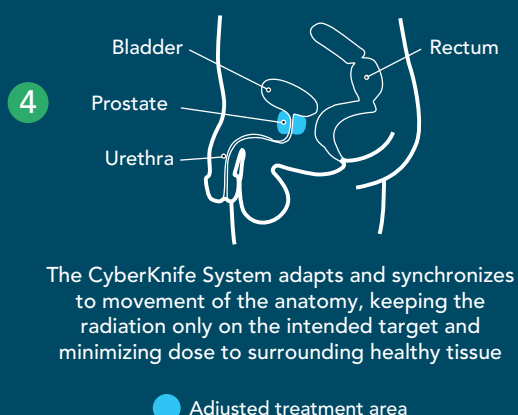 Bladder
Rectum
4
Prostate
Urethra
The CyberKnife System adapts and synchronizes
to movement of the anatomy, keeping the
radiation only on the intended target and
minimizing dose to surrounding healthy tissue
Adjusted treatment area